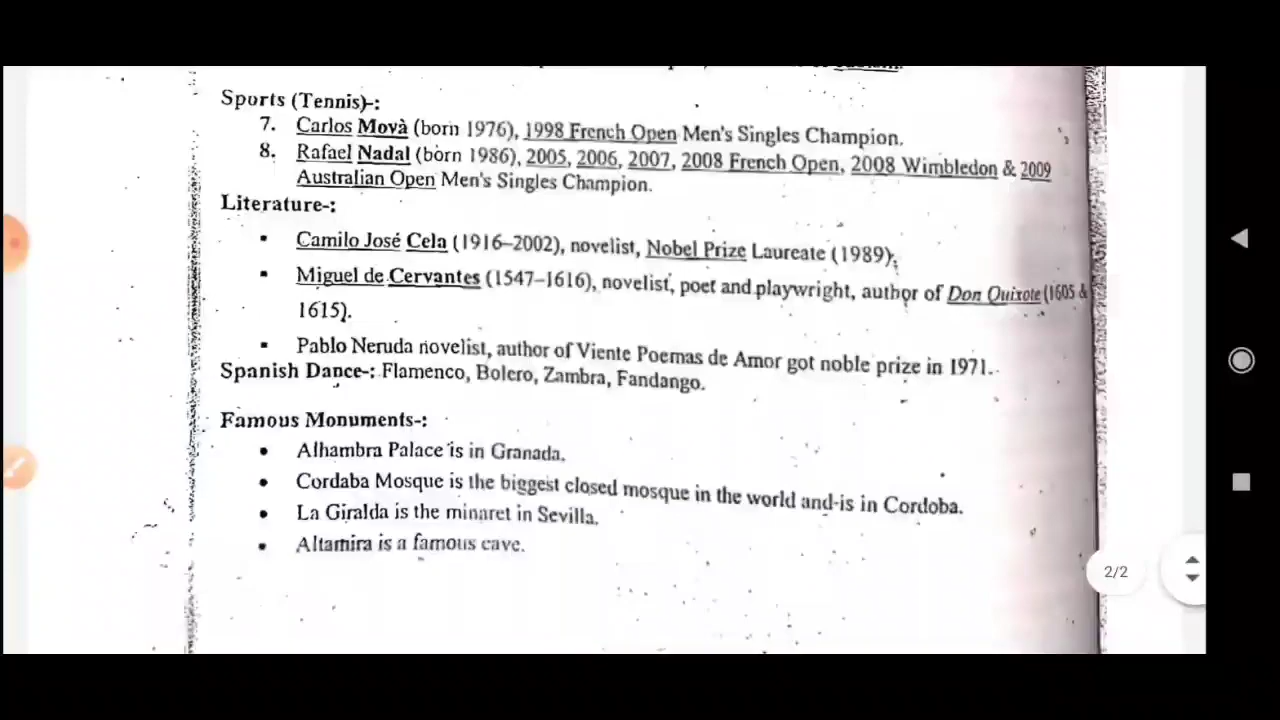 Sports (Tennis)-:
7. Carlos Movà (born 1976), 1998 French Open Men's Singles Champion.
8. Rafael Nadal (born 1986), 2005, 2006, 2007, 2008 French Open, 2008 Wimbledon & 2009
Australian Open Men's Singles Champion.
Literature-:
▪ Camilo José Cela (1916–2002), novelist, Nobel Prize Laureate (1989).
▪ Miguel de Cervantes (1547–1616), novelist, poet and playwright, author of Don Quixote (1605 &
1615).
▪ Pablo Neruda novelist, author of Viente Poemas de Amor got noble prize in 1971.
Spanish Dance-: Flamenco, Bolero, Zambra, Fandango.
Famous Monuments-:
• Alhambra Palace is in Granada.
• Cordaba Mosque is the biggest closed mosque in the world and is in Cordoba.
• La Giralda is the minaret in Sevilla.
• Altamira is a famous cave.
2/2